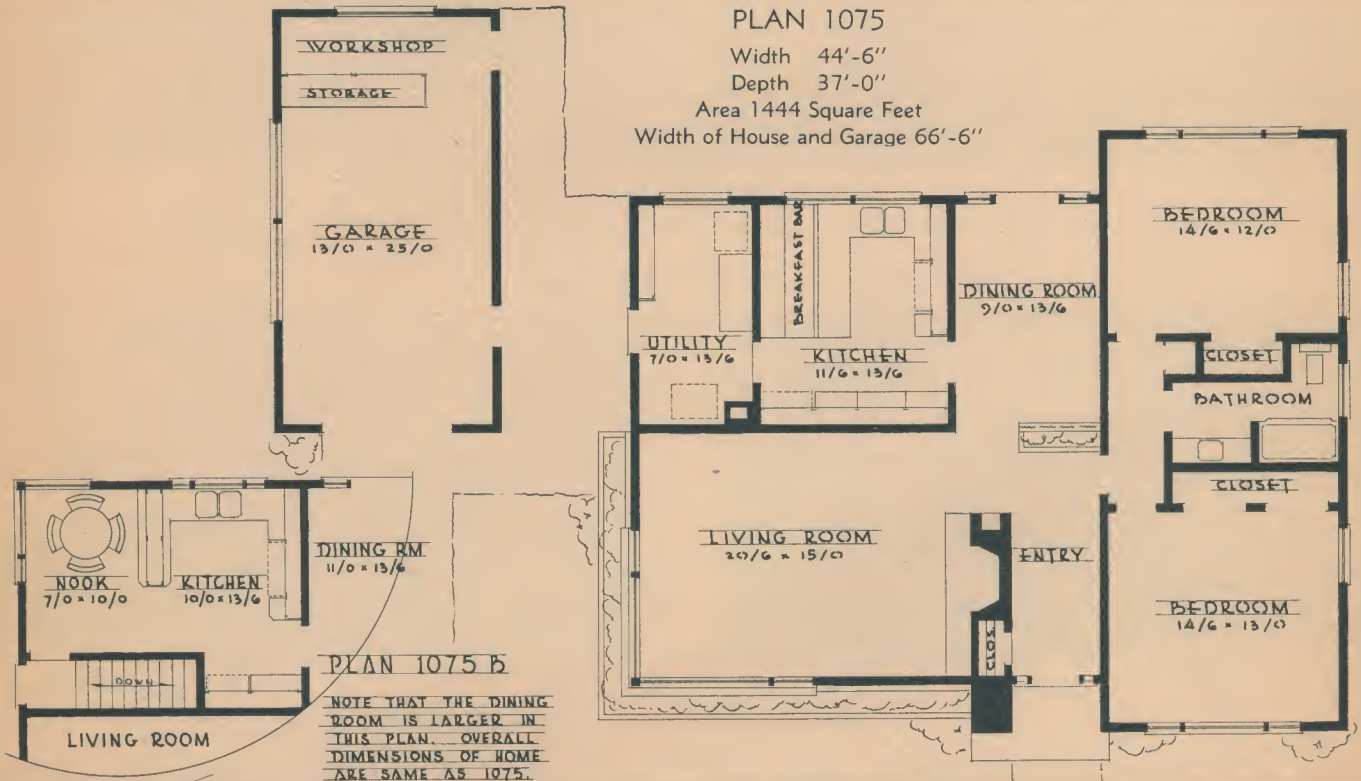 PLAN 1075
Width 44'-6"
Depth 37'-0"
Area 1444 Square Feet
Width of House and Garage 66'-6"
WORKSHOP
STORAGE
GARAGE
13/0 x 25/0
UTILITY
7/0 x 13/6
BREAKFAST BAR
KITCHEN
11/6 x 13/6
DINING ROOM
9/0 x 13/6
BEDROOM
14/6 x 12/0
CLOSET
BATHROOM
CLOSET
LIVING ROOM
20/6 x 15/0
ENTRY
CLOS.
BEDROOM
14/6 x 13/0
NOOK
7/0 x 10/0
KITCHEN
10/0 x 13/6
DINING RM
11/0 x 13/6
DOWN
LIVING ROOM
PLAN 1075 B
NOTE THAT THE DINING
ROOM IS LARGER IN
THIS PLAN. OVERALL
DIMENSIONS OF HOME
ARE SAME AS 1075.